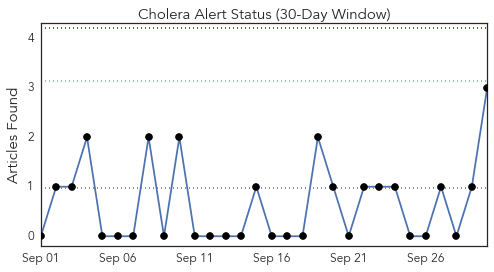 Cholera Alert Status (30-Day Window)
Articles Found
4
3
2
1
0
Sep 01 Sep 06 Sep 11 Sep 16 Sep 21 Sep 26